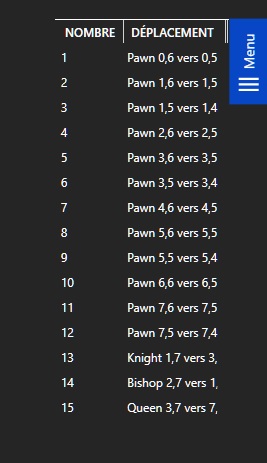 NOMBRE DÉPLACEMENT
Menu
1 Pawn 0,6 vers 0,5
2 Pawn 1,6 vers 1,5
3 Pawn 1,5 vers 1,4
4 Pawn 2,6 vers 2,5
5 Pawn 3,6 vers 3,5
6 Pawn 3,5 vers 3,4
7 Pawn 4,6 vers 4,5
8 Pawn 5,6 vers 5,5
9 Pawn 5,5 vers 5,4
10 Pawn 6,6 vers 6,5
11 Pawn 7,6 vers 7,5
12 Pawn 7,5 vers 7,4
13 Knight 1,7 vers 3,
14 Bishop 2,7 vers 1,
15 Queen 3,7 vers 7,